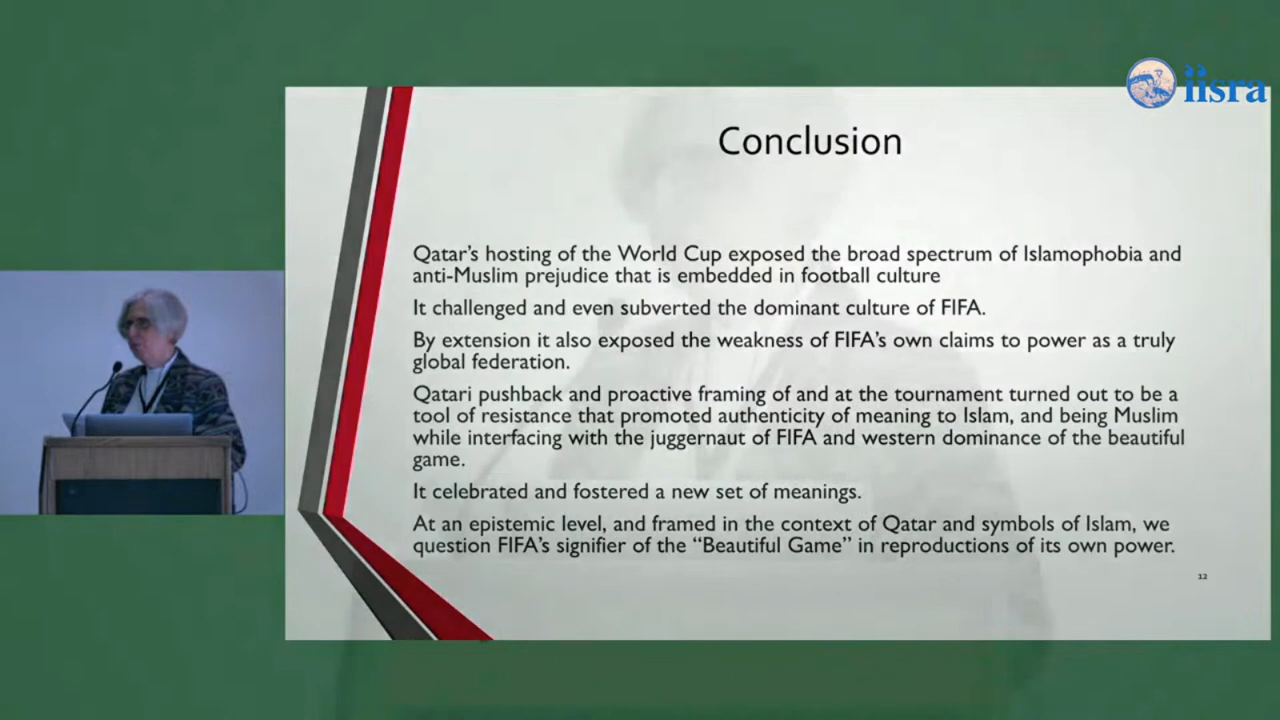 iisra
Conclusion
Qatar's hosting of the World Cup exposed the broad spectrum of Islamophobia and
anti-Muslim prejudice that is embedded in football culture
It challenged and even subverted the dominant culture of FIFA.
By extension it also exposed the weakness of FIFA's own claims to power as a truly
global federation.
Qatari pushback and proactive framing of and at the tournament turned out to be a
tool of resistance that promoted authenticity of meaning to Islam, and being Muslim
while interfacing with the juggernaut of FIFA and western dominance of the beautiful
game.
It celebrated and fostered a new set of meanings.
At an epistemic level, and framed in the context of Qatar and symbols of Islam, we
question FIFA's signifier of the “Beautiful Game” in reproductions of its own power.
12